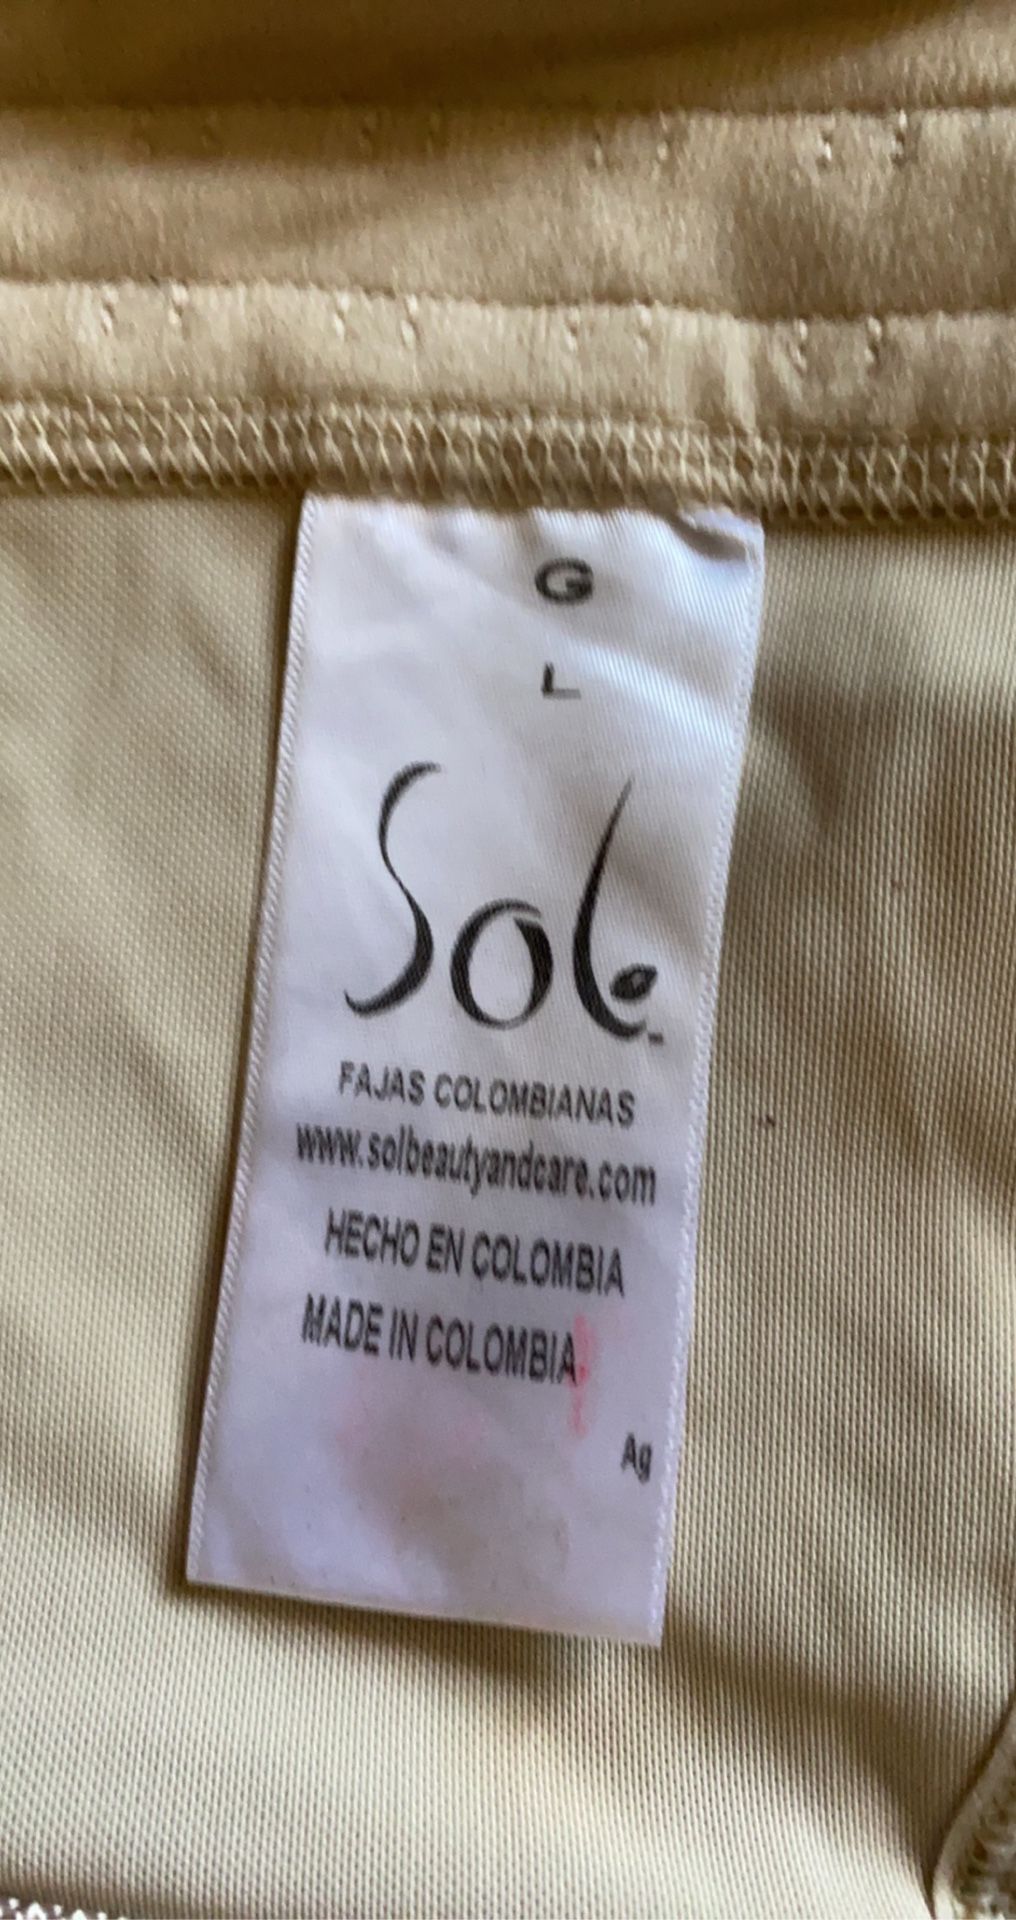 G
L
Sol
FAJAS COLOMBIANAS
www.solbeautyandcare.com
HECHO EN COLOMBIA
MADE IN COLOMBIA
Ag